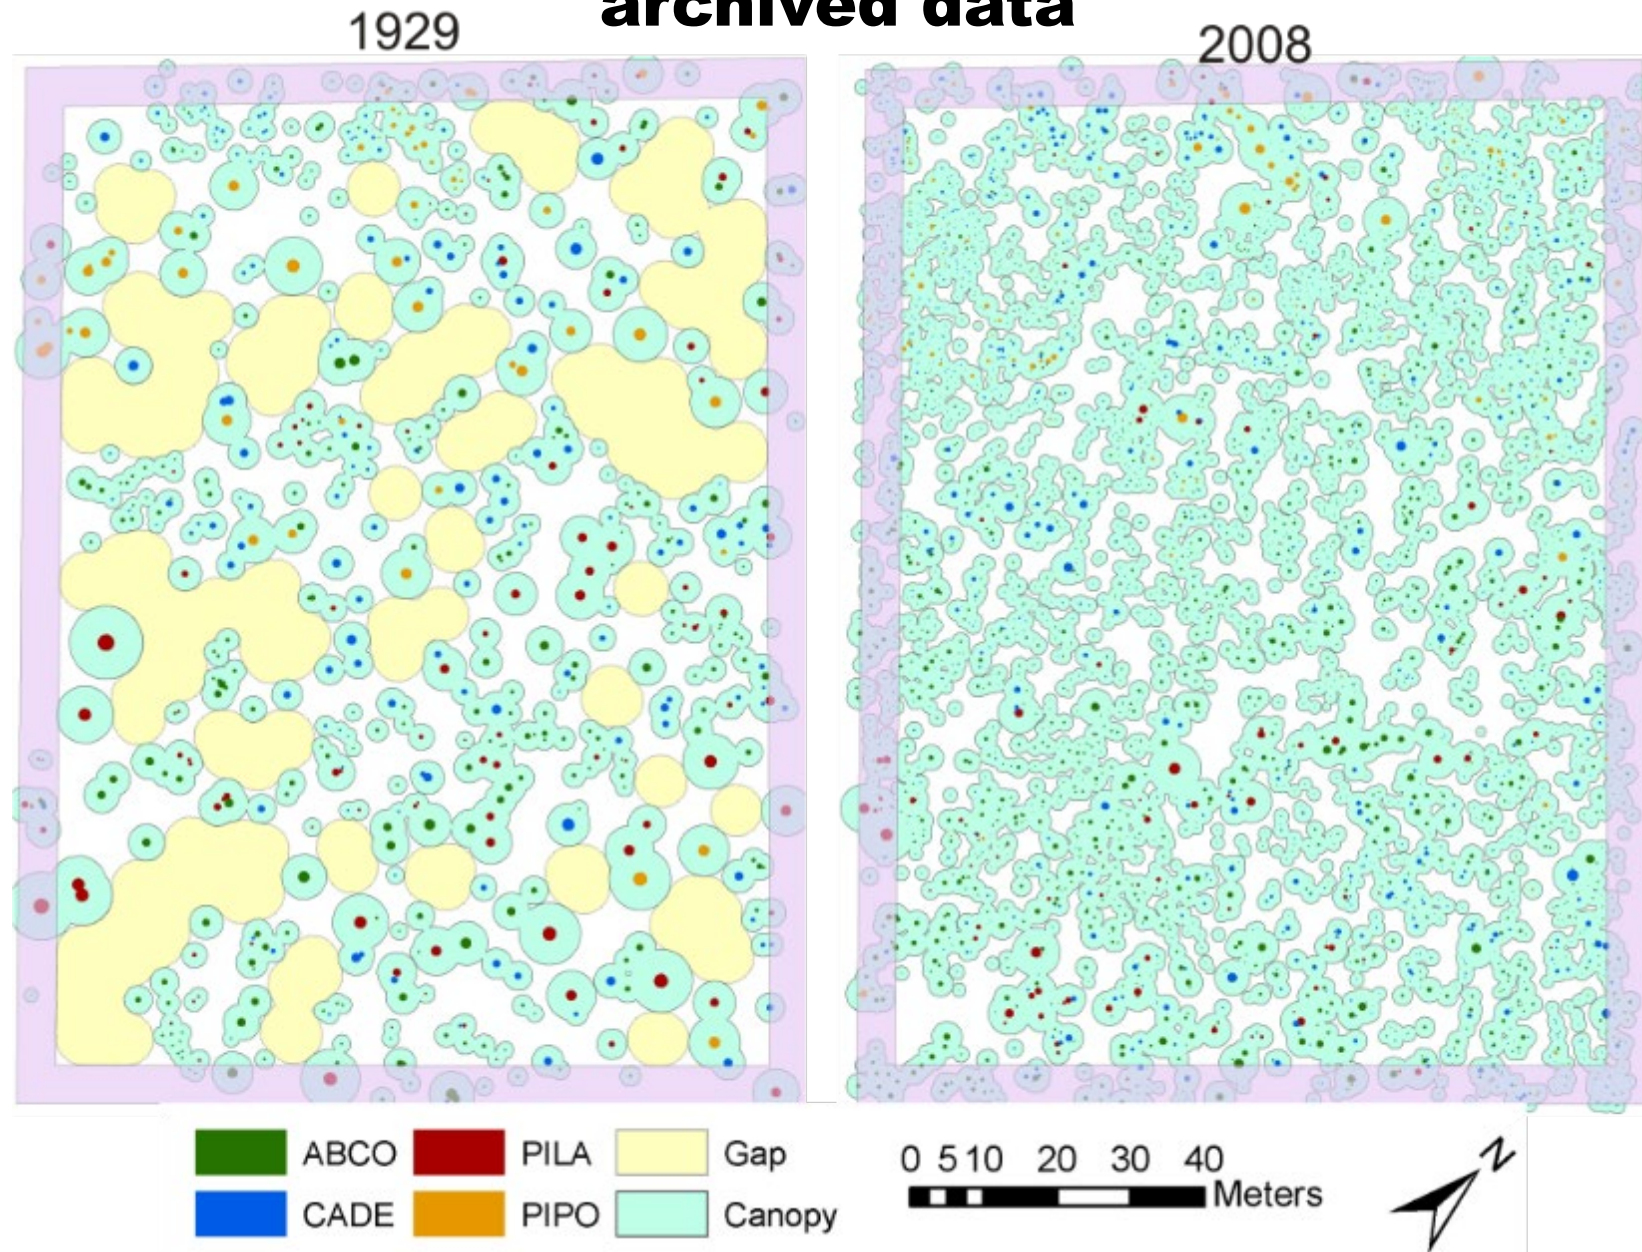 archived data
1929
2008
ABCO PILA Gap
CADE PIPO Canopy
0 5 10 20 30 40
Meters
N